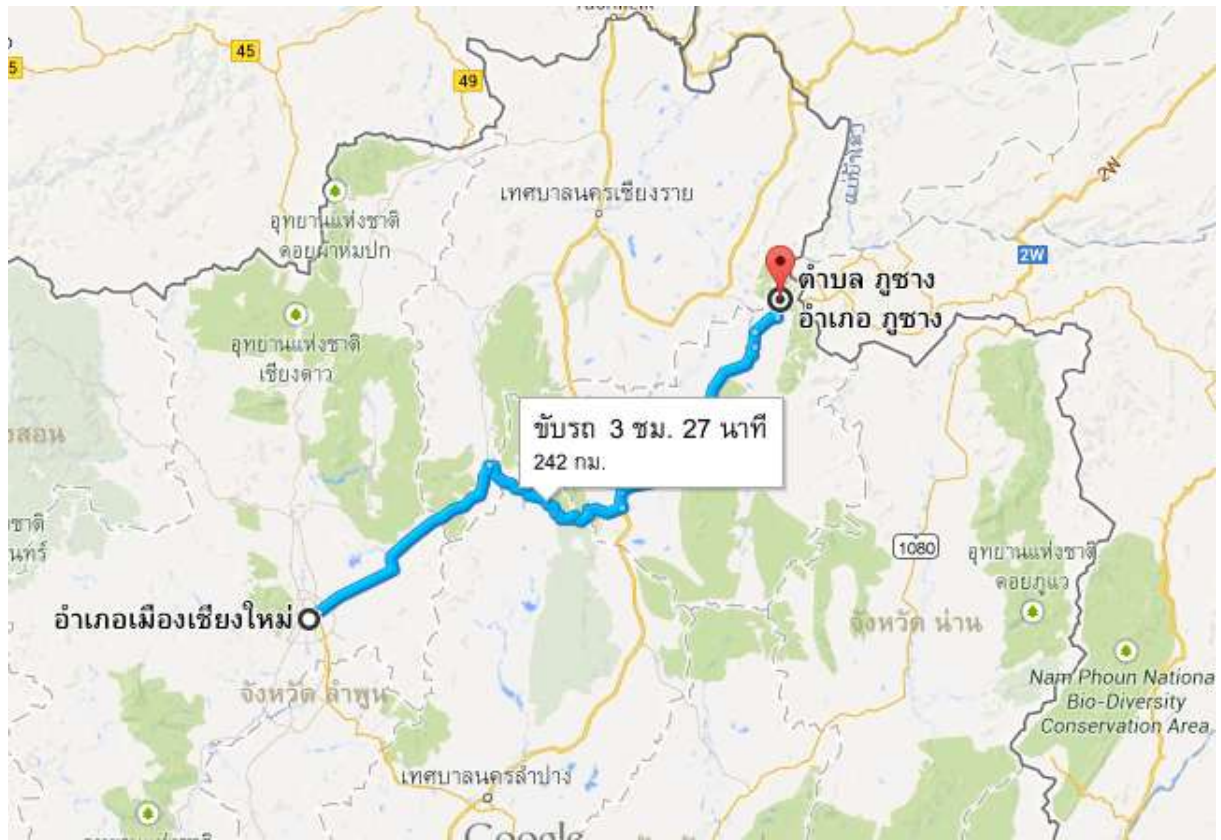 45
5
49
2W
เทศบาลนครเชียงราย
อุทยานแห่งชาติ
ดอยผ้าห่มปก
2W
ตำบล ภูซาง
อำเภอ ภูซาง
อุทยานแห่งชาติ
เชียงดาว
ขับรถ 3 ชม. 27 นาที
242 กม.
1080
อุทยานแห่งชาติ
ดอยภูแว
อำเภอเมืองเชียงใหม่
จังหวัด น่าน
จังหวัด ลำพูน
Nam Phoun Nationa
Bio-Diversity
Conservation Area
เทศบาลนครลำปาง
Google